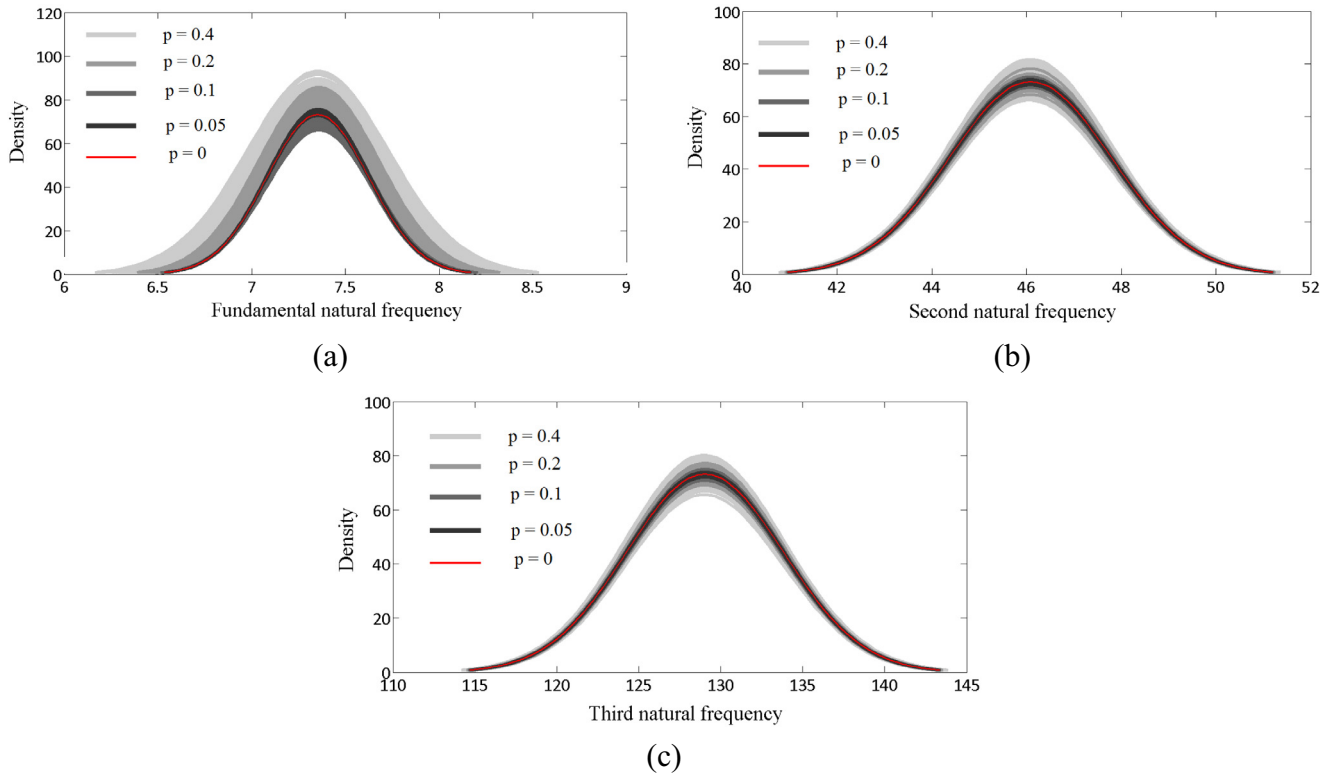 120
100
80
60
40
20
0
Density
p = 0.4
p = 0.2
p = 0.1
p = 0.05
p = 0
6 6.5 7 7.5 8 8.5 9
Fundamental natural frequency
(a)
100
80
60
40
20
0
Density
p = 0.4
p = 0.2
p = 0.1
p = 0.05
p = 0
40 42 44 46 48 50 52
Second natural frequency
(b)
100
80
60
40
20
0
Density
p = 0.4
p = 0.2
p = 0.1
p = 0.05
p = 0
110 115 120 125 130 135 140 145
Third natural frequency
(c)